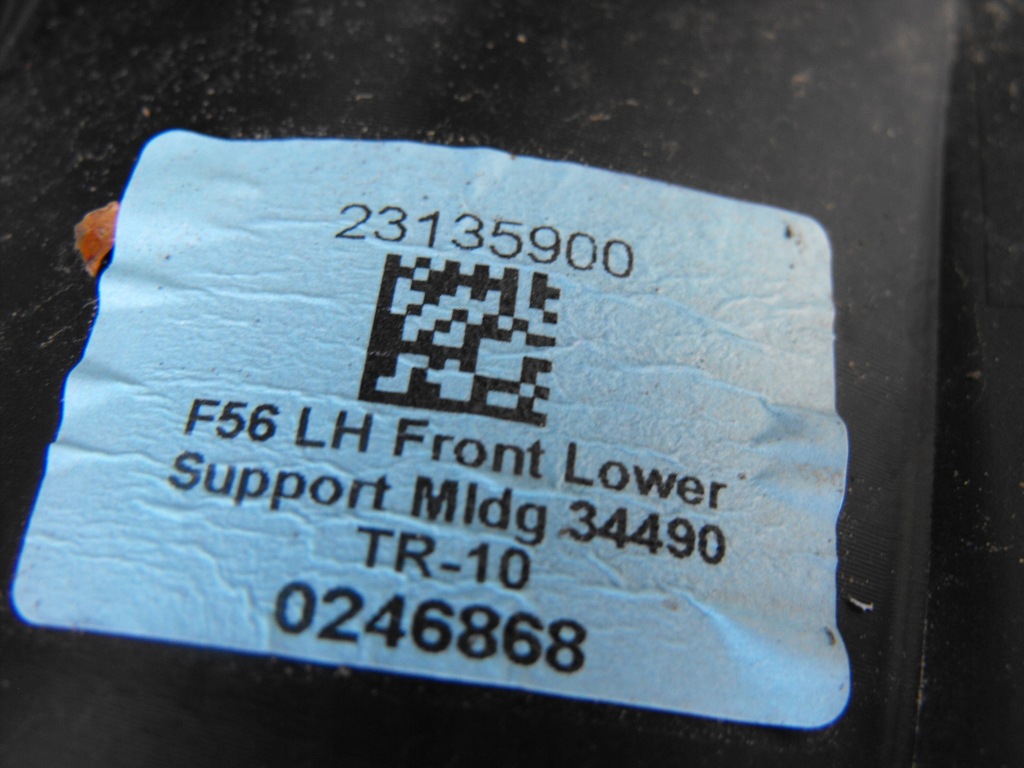 23135900
F56 LH Front Lower
Support Mldg 34490
TR-10
0246868